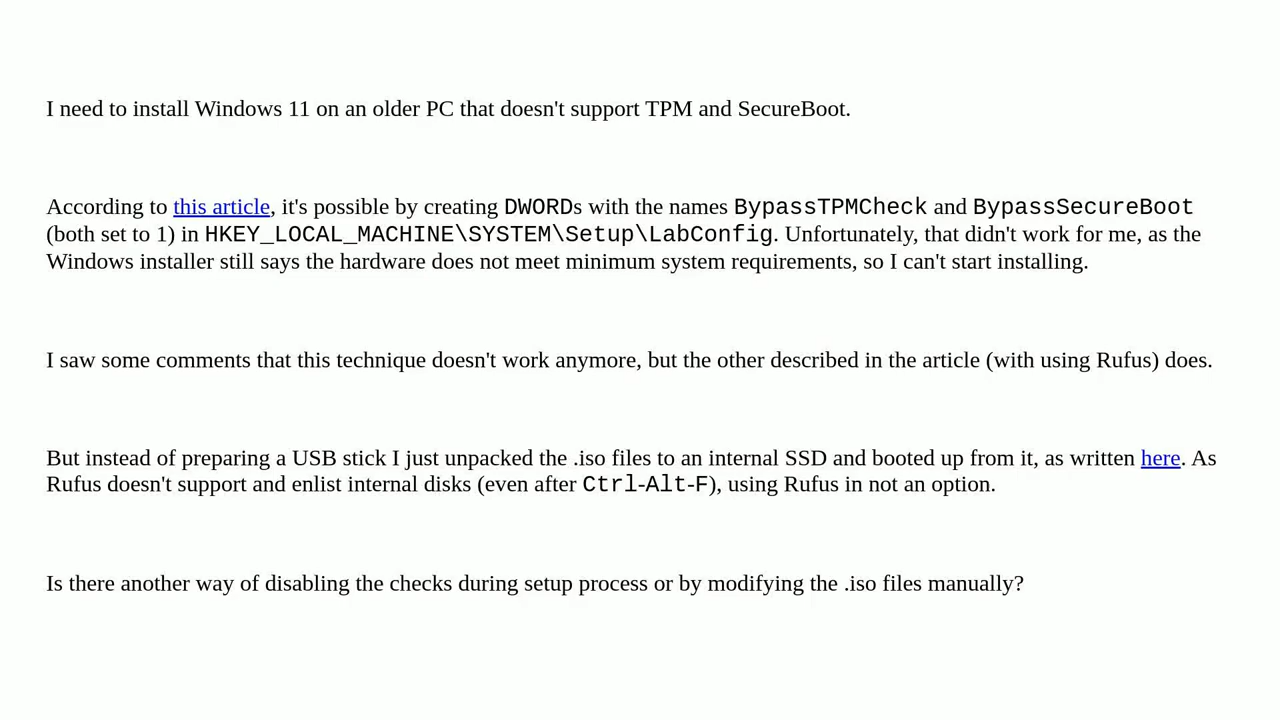 I need to install Windows 11 on an older PC that doesn't support TPM and SecureBoot.
According to this article, it's possible by creating DWORDs with the names BypassTPMCheck and BypassSecureBoot
(both set to 1) in HKEY_LOCAL_MACHINE\SYSTEM\Setup\LabConfig. Unfortunately, that didn't work for me, as the
Windows installer still says the hardware does not meet minimum system requirements, so I can't start installing.
I saw some comments that this technique doesn't work anymore, but the other described in the article (with using Rufus) does.
But instead of preparing a USB stick I just unpacked the .iso files to an internal SSD and booted up from it, as written here. As
Rufus doesn't support and enlist internal disks (even after Ctrl-Alt-F), using Rufus in not an option.
Is there another way of disabling the checks during setup process or by modifying the .iso files manually?